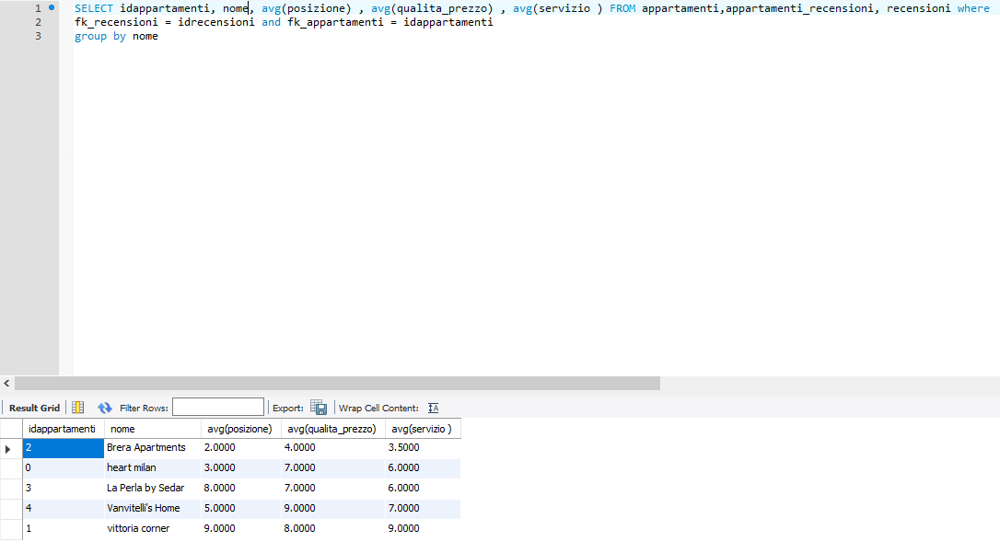 1 SELECT idappartamenti, nome, avg(posizione) , avg(qualita_prezzo) , avg(servizio ) FROM appartamenti,appartamenti_recensioni, recensioni where
2 fk_recensioni = idrecensioni and fk_appartamenti = idappartamenti
3 group by nome
Result Grid Filter Rows: Export: Wrap Cell Content:
idappartamenti nome avg(posizione) avg(qualita_prezzo) avg(servizio )
2 Brera Apartments 2.0000 4.0000 3.5000
0 heart milan 3.0000 7.0000 6.0000
3 La Perla by Sedar 8.0000 7.0000 6.0000
4 Vanvitelli's Home 5.0000 9.0000 7.0000
1 vittoria corner 9.0000 8.0000 9.0000